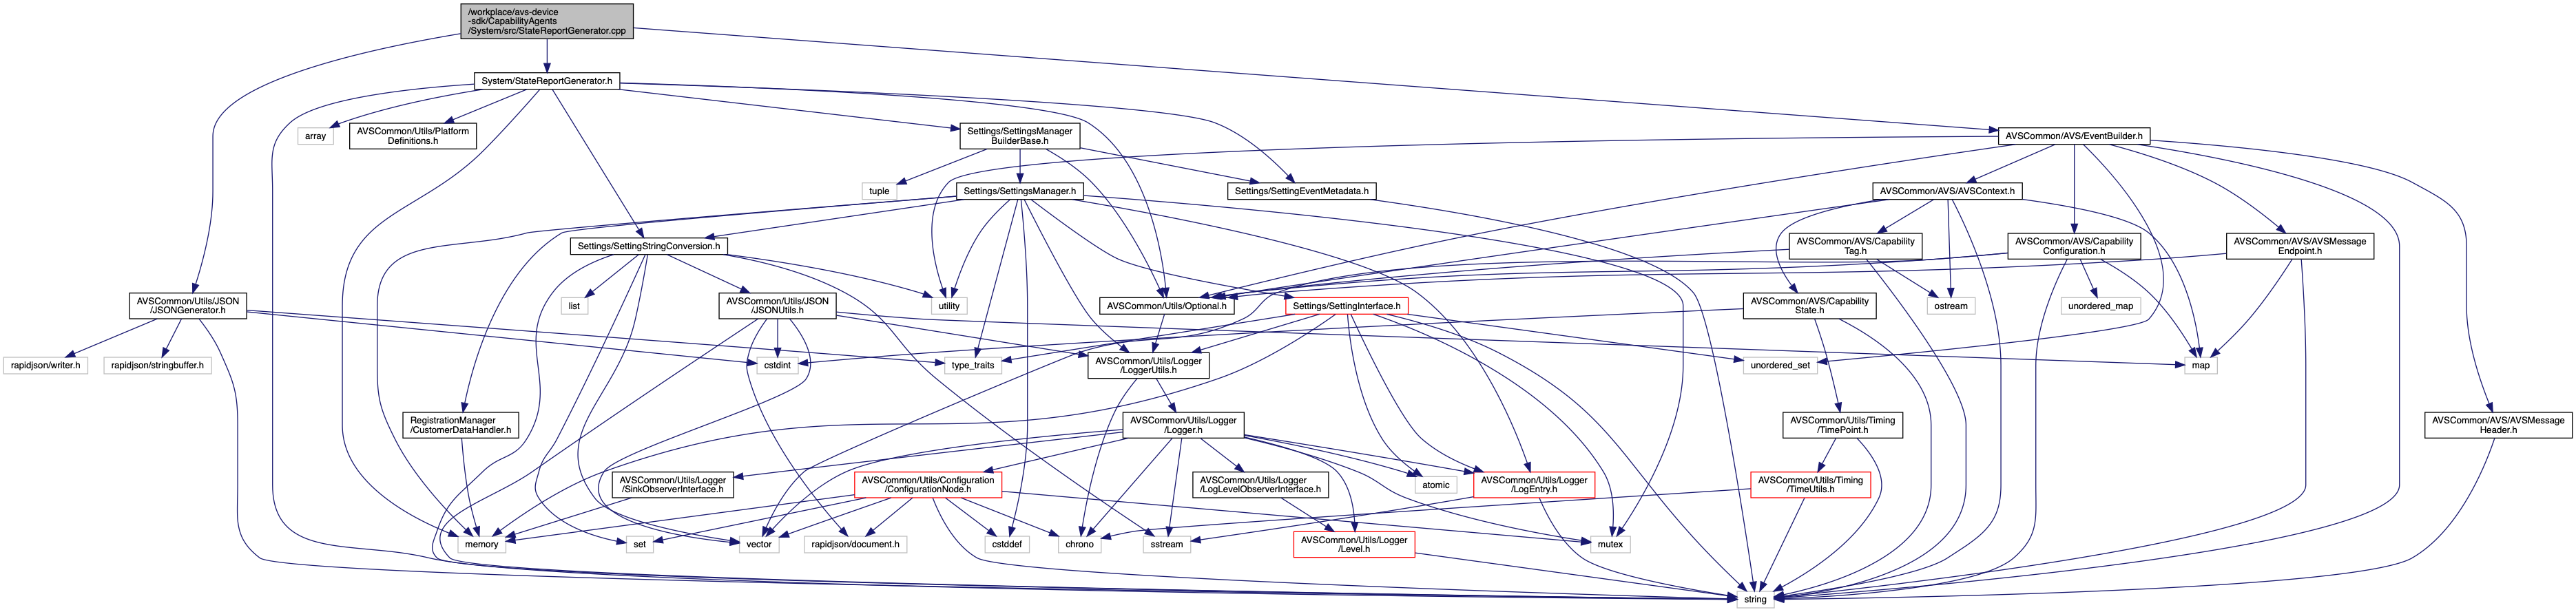 /workplace/avs-device
-sdk/CapabilityAgents
/System/src/StateReportGenerator.cpp
System/StateReportGenerator.h
array
AVSCommon/Utils/Platform
Definitions.h
Settings/SettingsManager
BuilderBase.h
AVSCommon/AVS/EventBuilder.h
tuple
Settings/SettingsManager.h
Settings/SettingEventMetadata.h
AVSCommon/AVS/AVSContext.h
Settings/SettingStringConversion.h
AVSCommon/AVS/Capability
Tag.h
AVSCommon/AVS/Capability
Configuration.h
AVSCommon/AVS/AVSMessage
Endpoint.h
AVSCommon/Utils/JSON
/JSONGenerator.h
list
AVSCommon/Utils/JSON
/JSONUtils.h
utility
AVSCommon/Utils/Optional.h
Settings/SettingInterface.h
AVSCommon/AVS/Capability
State.h
ostream
unordered_map
rapidjson/writer.h
rapidjson/stringbuffer.h
cstdint
type_traits
AVSCommon/Utils/Logger
/LoggerUtils.h
unordered_set
map
RegistrationManager
/CustomerDataHandler.h
AVSCommon/Utils/Logger
/Logger.h
AVSCommon/Utils/Timing
/TimePoint.h
AVSCommon/AVS/AVSMessage
Header.h
AVSCommon/Utils/Logger
/SinkObserverInterface.h
AVSCommon/Utils/Configuration
/ConfigurationNode.h
AVSCommon/Utils/Logger
/LogLevelObserverInterface.h
atomic
AVSCommon/Utils/Logger
/LogEntry.h
AVSCommon/Utils/Timing
/TimeUtils.h
memory
set
vector
rapidjson/document.h
cstddef
chrono
sstream
AVSCommon/Utils/Logger
/Level.h
mutex
string